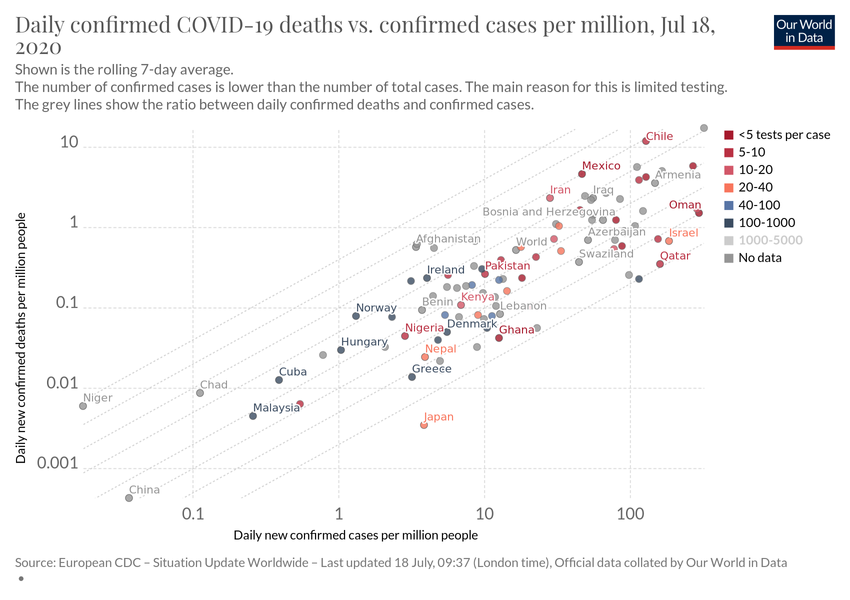 Daily confirmed COVID-19 deaths vs. confirmed cases per million, Jul 18,
2020
Our World
in Data
Shown is the rolling 7-day average.
The number of confirmed cases is lower than the number of total cases. The main reason for this is limited testing.
The grey lines show the ratio between daily confirmed deaths and confirmed cases.
Daily new confirmed deaths per million people
10
1
0.1
0.01
0.001
Chile
Mexico
Armenia
Iran
Iraq
Oman
Bosnia and Herzegovina
Afghanistan
World
Azerbaijan
Israel
Swaziland
Qatar
Ireland
Pakistan
Benin
Kenya
Lebanon
Norway
Nigeria
Denmark
Ghana
Hungary
Nepal
Greece
Cuba
Chad
Niger
Malaysia
Japan
China
<5 tests per case
5-10
10-20
20-40
40-100
100-1000
1000-5000
No data
0.1
1
10
100
Daily new confirmed cases per million people
Source: European CDC – Situation Update Worldwide – Last updated 18 July, 09:37 (London time), Official data collated by Our World in Data
•